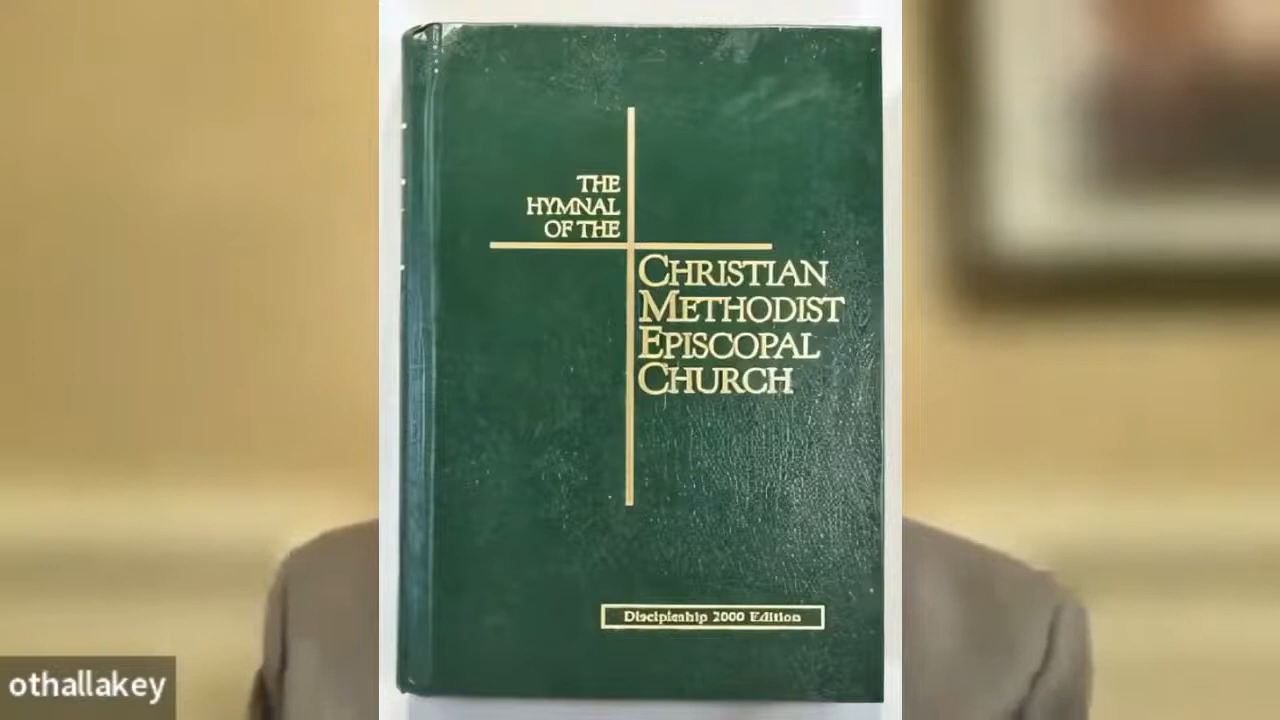 THE
HYMNAL
OF THE
CHRISTIAN
METHODIST
EPISCOPAL
CHURCH
Discipleship 2000 Edition
othallakey